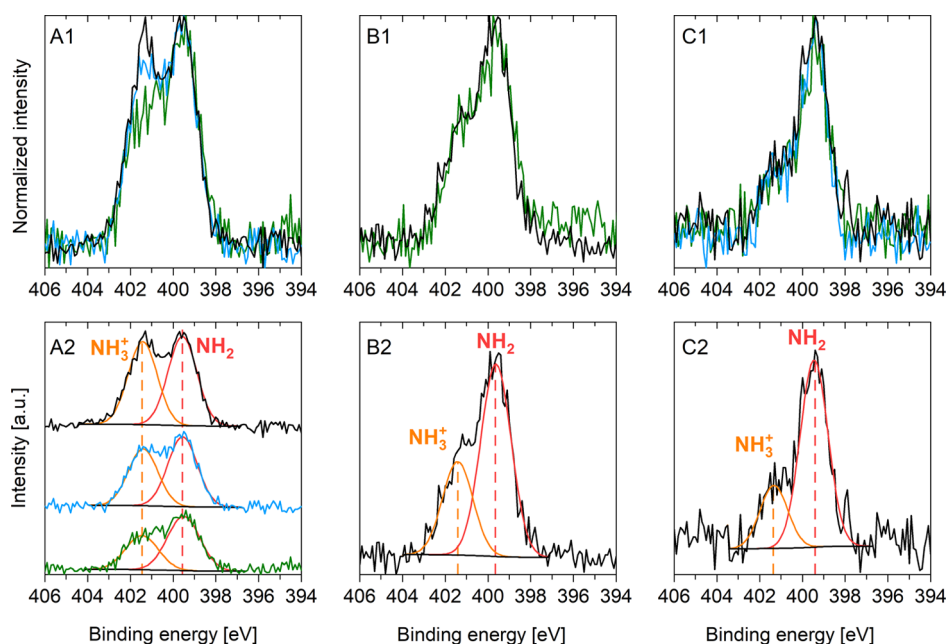 A1
B1
C1
Normalized intensity
406 404 402 400 398 396 394
406 404 402 400 398 396 394
406 404 402 400 398 396 394
A2
NH₃⁺
NH₂
B2
NH₂
NH₃⁺
C2
NH₂
NH₃⁺
Intensity [a.u.]
406 404 402 400 398 396 394
406 404 402 400 398 396 394
406 404 402 400 398 396 394
Binding energy [eV]
Binding energy [eV]
Binding energy [eV]